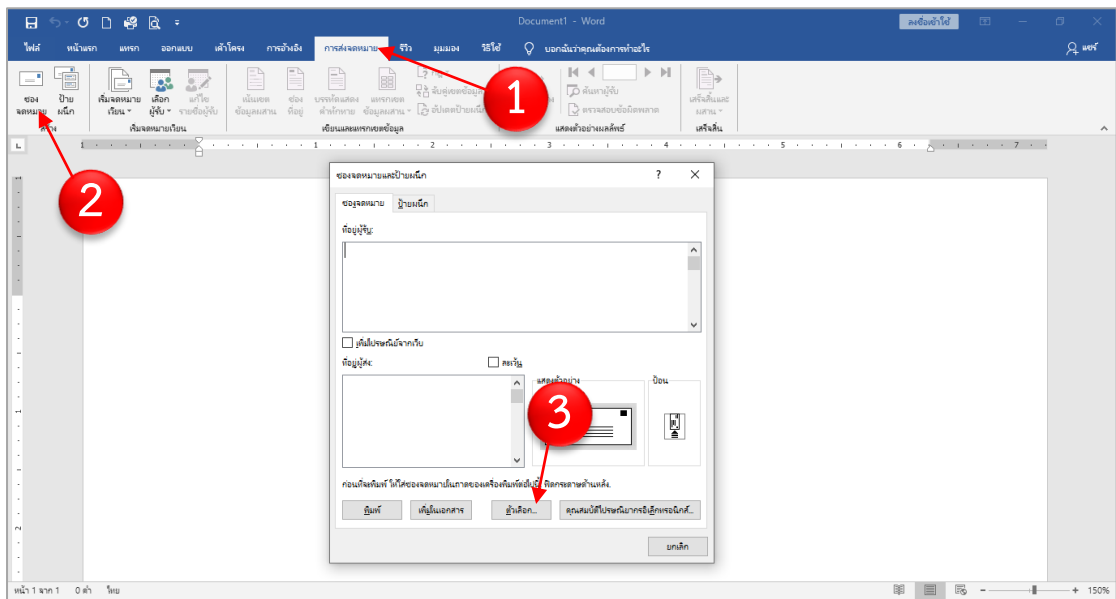 Document1 - Word
ลงชื่อเข้าใช้
ไฟล์ หน้าแรก แทรก ออกแบบ เค้าโครง การอ้างอิง การส่งจดหมาย รีวิว มุมมอง วิธีใช้ บอกฉันว่าคุณต้องการทำอะไร แชร์
ซอง ป้าย เริ่มจดหมาย เลือก แก้ไข เน้นเขต ช่อง บรรทัดแสดง แทรกเขต จับคู่เขตข้อมูล ค้นหาผู้รับ เสร็จสิ้นและ
จดหมาย ผนึก เวียน ผู้รับ รายชื่อผู้รับ ข้อมูลผสาน ที่อยู่ คำทักทาย ข้อมูลผสาน อัปเดตป้ายผนึก ตรวจสอบข้อผิดพลาด ผสาน
เริ่มจดหมายเวียน เขียนและแทรกเขตข้อมูล แสดงตัวอย่างผลลัพธ์ เสร็จสิ้น
1
2
1 1 2 3 4 5 6 7
ซองจดหมายและป้ายผนึก ?
ซองจดหมาย ป้ายผนึก
ที่อยู่ผู้รับ:
เพิ่มไปรษณีย์จากเว็บ
ที่อยู่ผู้ส่ง: ละเว้น
แสดงตัวอย่าง ป้อน
3
ก่อนที่จะพิมพ์ ให้ใส่ซองจดหมายในถาดของเครื่องพิมพ์ต่อไปนี้: ฟีดกระดาษด้านหลัง.
พิมพ์ เพิ่มในเอกสาร ตัวเลือก... คุณสมบัติไปรษณียากรอิเล็กทรอนิกส์...
ยกเลิก
หน้า 1 จาก 1 0 คำ ไทย 150%